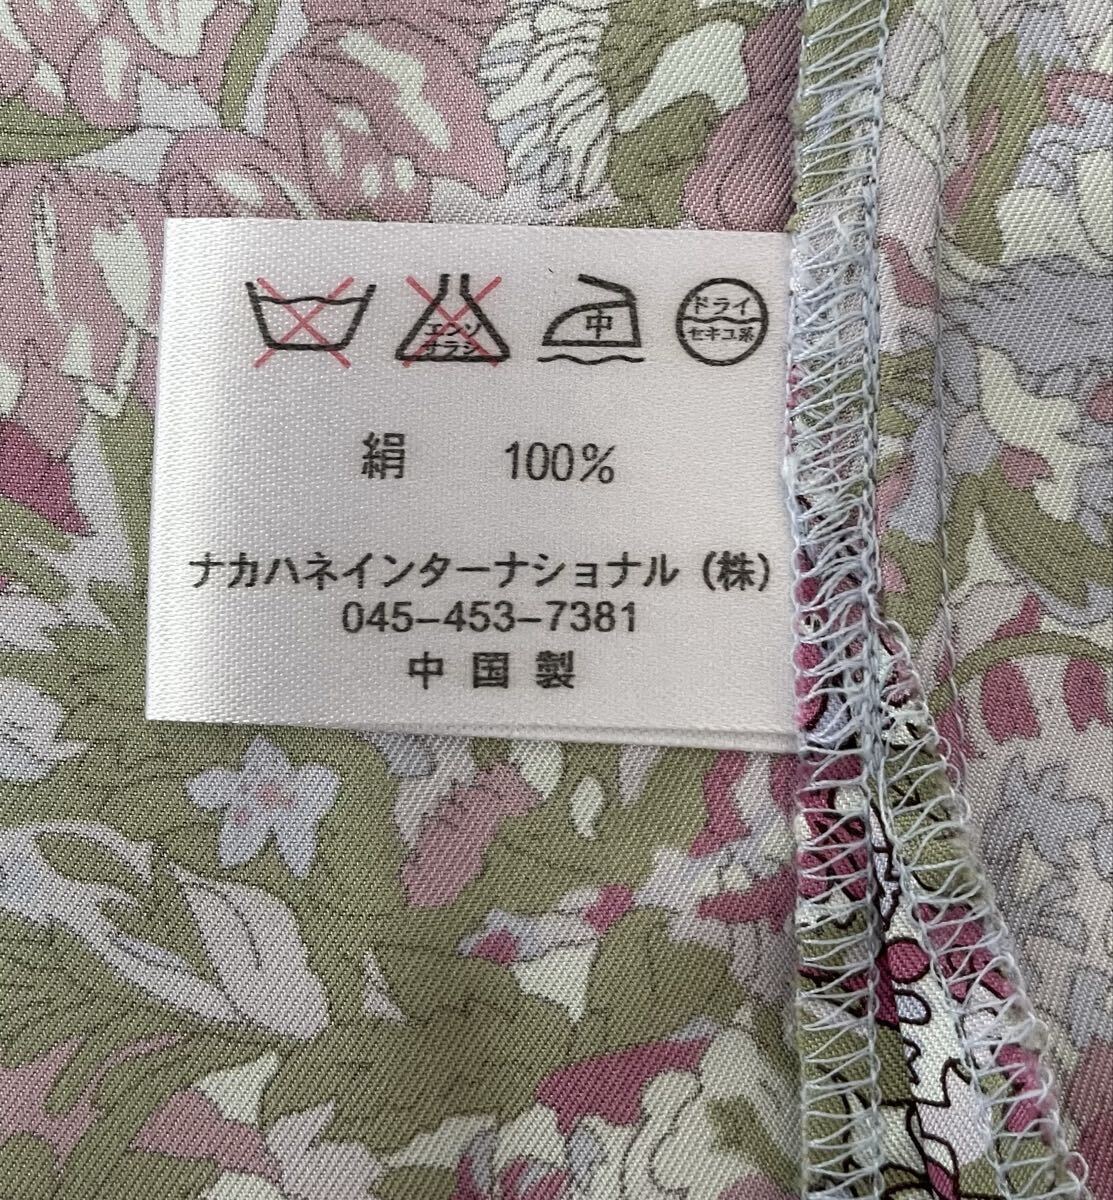 エンソ
サラシ
中
ドライ
セキユ系
絹 100%
ナカハネインターナショナル（株）
045-453-7381
中国製